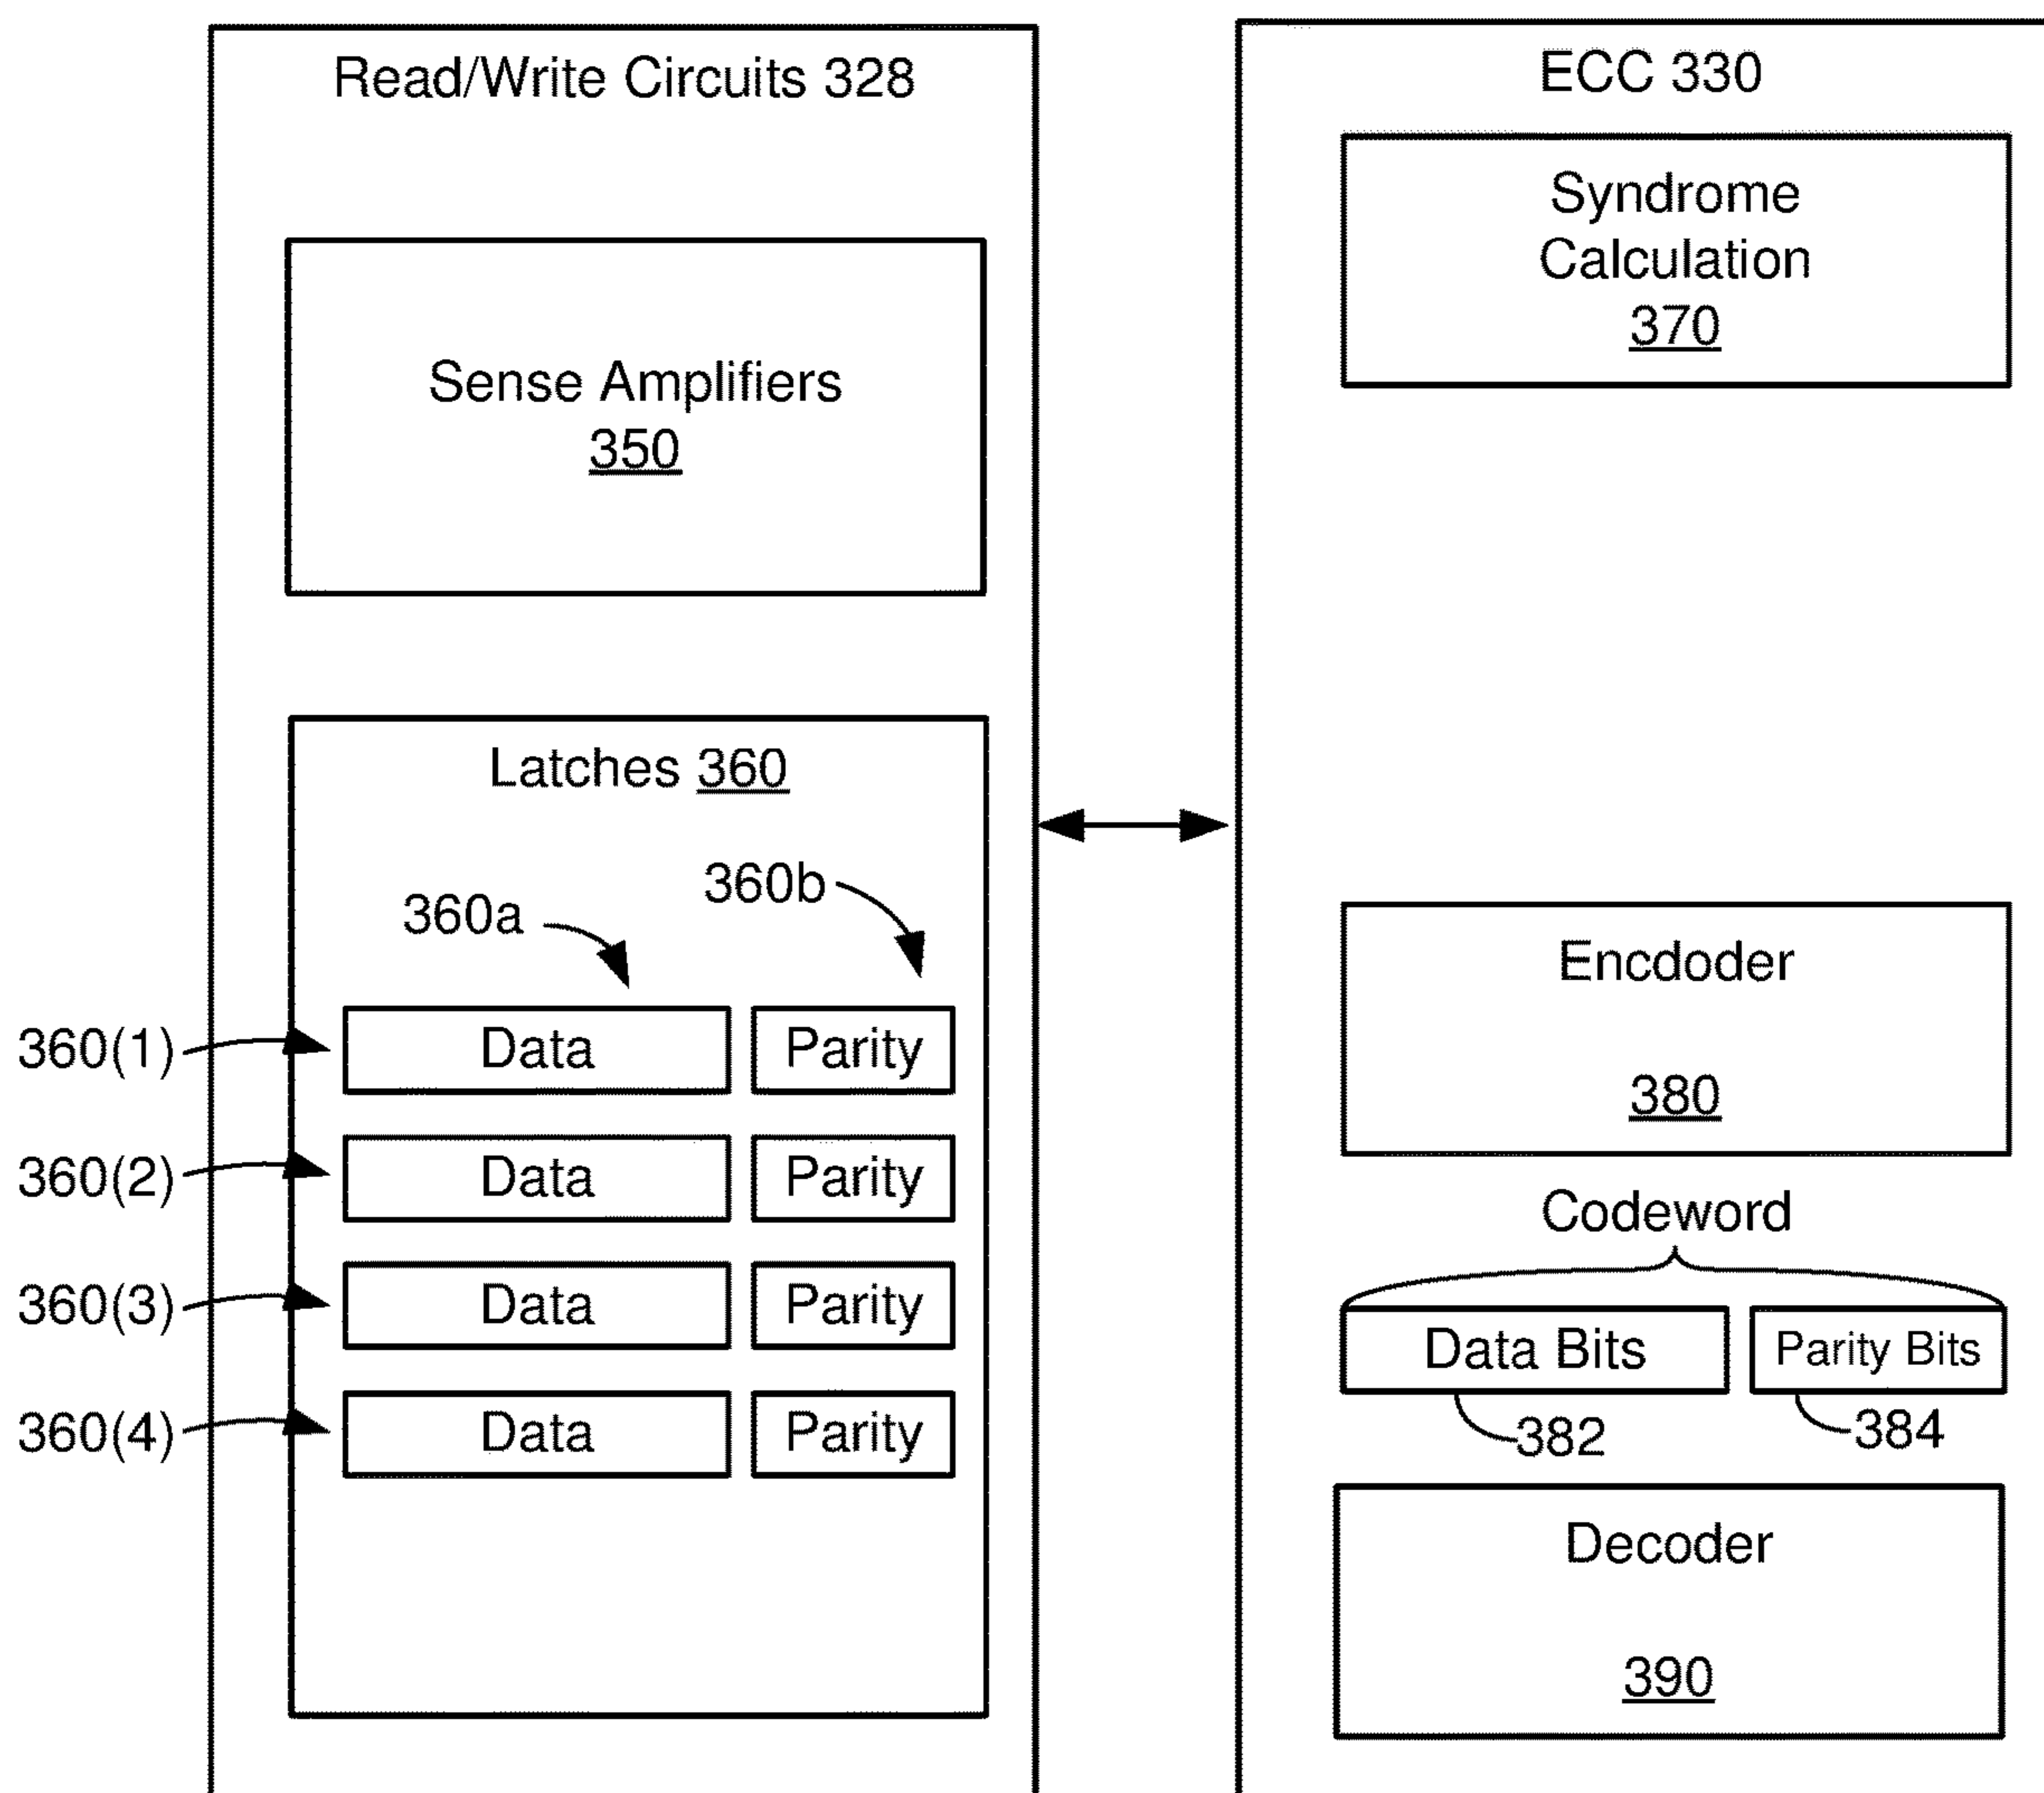 Read/Write Circuits 328
Sense Amplifiers
350
Latches 360
360a
360b
360(1)
Data
Parity
360(2)
Data
Parity
360(3)
Data
Parity
360(4)
Data
Parity
ECC 330
Syndrome
Calculation
370
Encdoder
380
Codeword
Data Bits
Parity Bits
382
384
Decoder
390